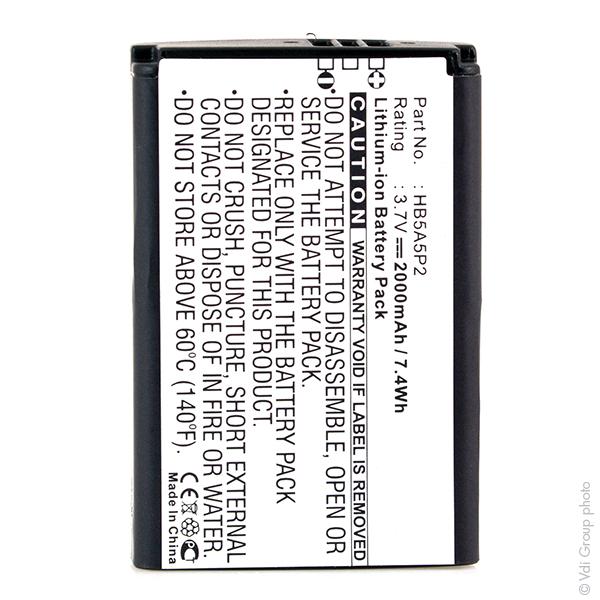 Part No. : HB5A5P2
Rating : 3.7V 2000mAh / 7.4Wh
Lithium-ion Battery Pack
CAUTION WARRANTY VOID IF LABEL IS REMOVED
•DO NOT ATTEMPT TO DISASSEMBLE, OPEN OR
SERVICE THE BATTERY PACK.
•REPLACE ONLY WITH THE BATTERY PACK
DESIGNATED FOR THIS PRODUCT.
•DO NOT CRUSH, PUNCTURE, SHORT EXTERNAL
CONTACTS OR DISPOSE OF IN FIRE OR WATER
•DO NOT STORE ABOVE 60°C (140°F).
CE
Made In China
© Vdi Group photo